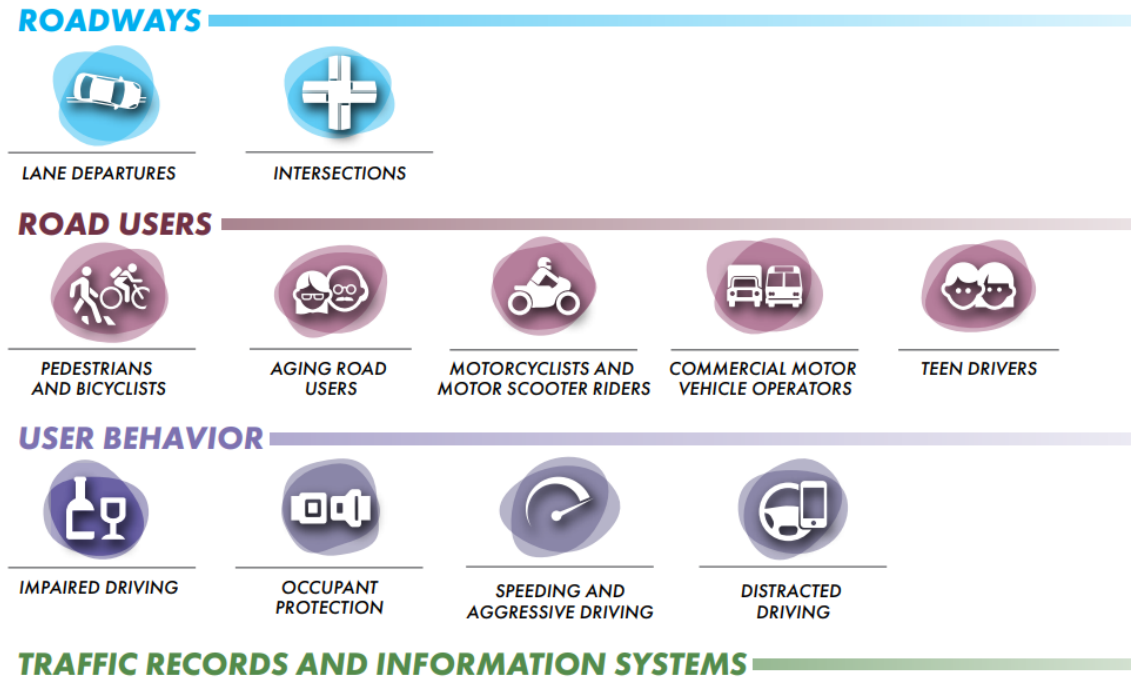 ROADWAYS
LANE DEPARTURES
INTERSECTIONS
ROAD USERS
PEDESTRIANS
AND BICYCLISTS
AGING ROAD
USERS
MOTORCYCLISTS AND
MOTOR SCOOTER RIDERS
COMMERCIAL MOTOR
VEHICLE OPERATORS
TEEN DRIVERS
USER BEHAVIOR
IMPAIRED DRIVING
OCCUPANT
PROTECTION
SPEEDING AND
AGGRESSIVE DRIVING
DISTRACTED
DRIVING
TRAFFIC RECORDS AND INFORMATION SYSTEMS